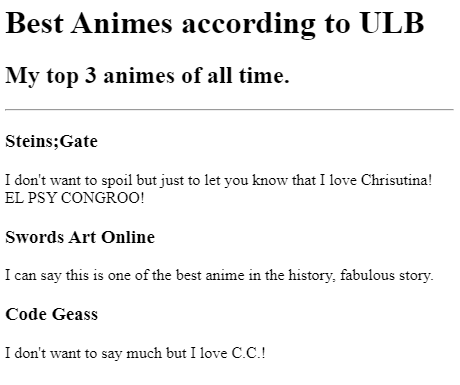 Best Animes according to ULB
My top 3 animes of all time.
Steins;Gate
I don't want to spoil but just to let you know that I love Chrisutina!
EL PSY CONGROO!
Swords Art Online
I can say this is one of the best anime in the history, fabulous story.
Code Geass
I don't want to say much but I love C.C.!